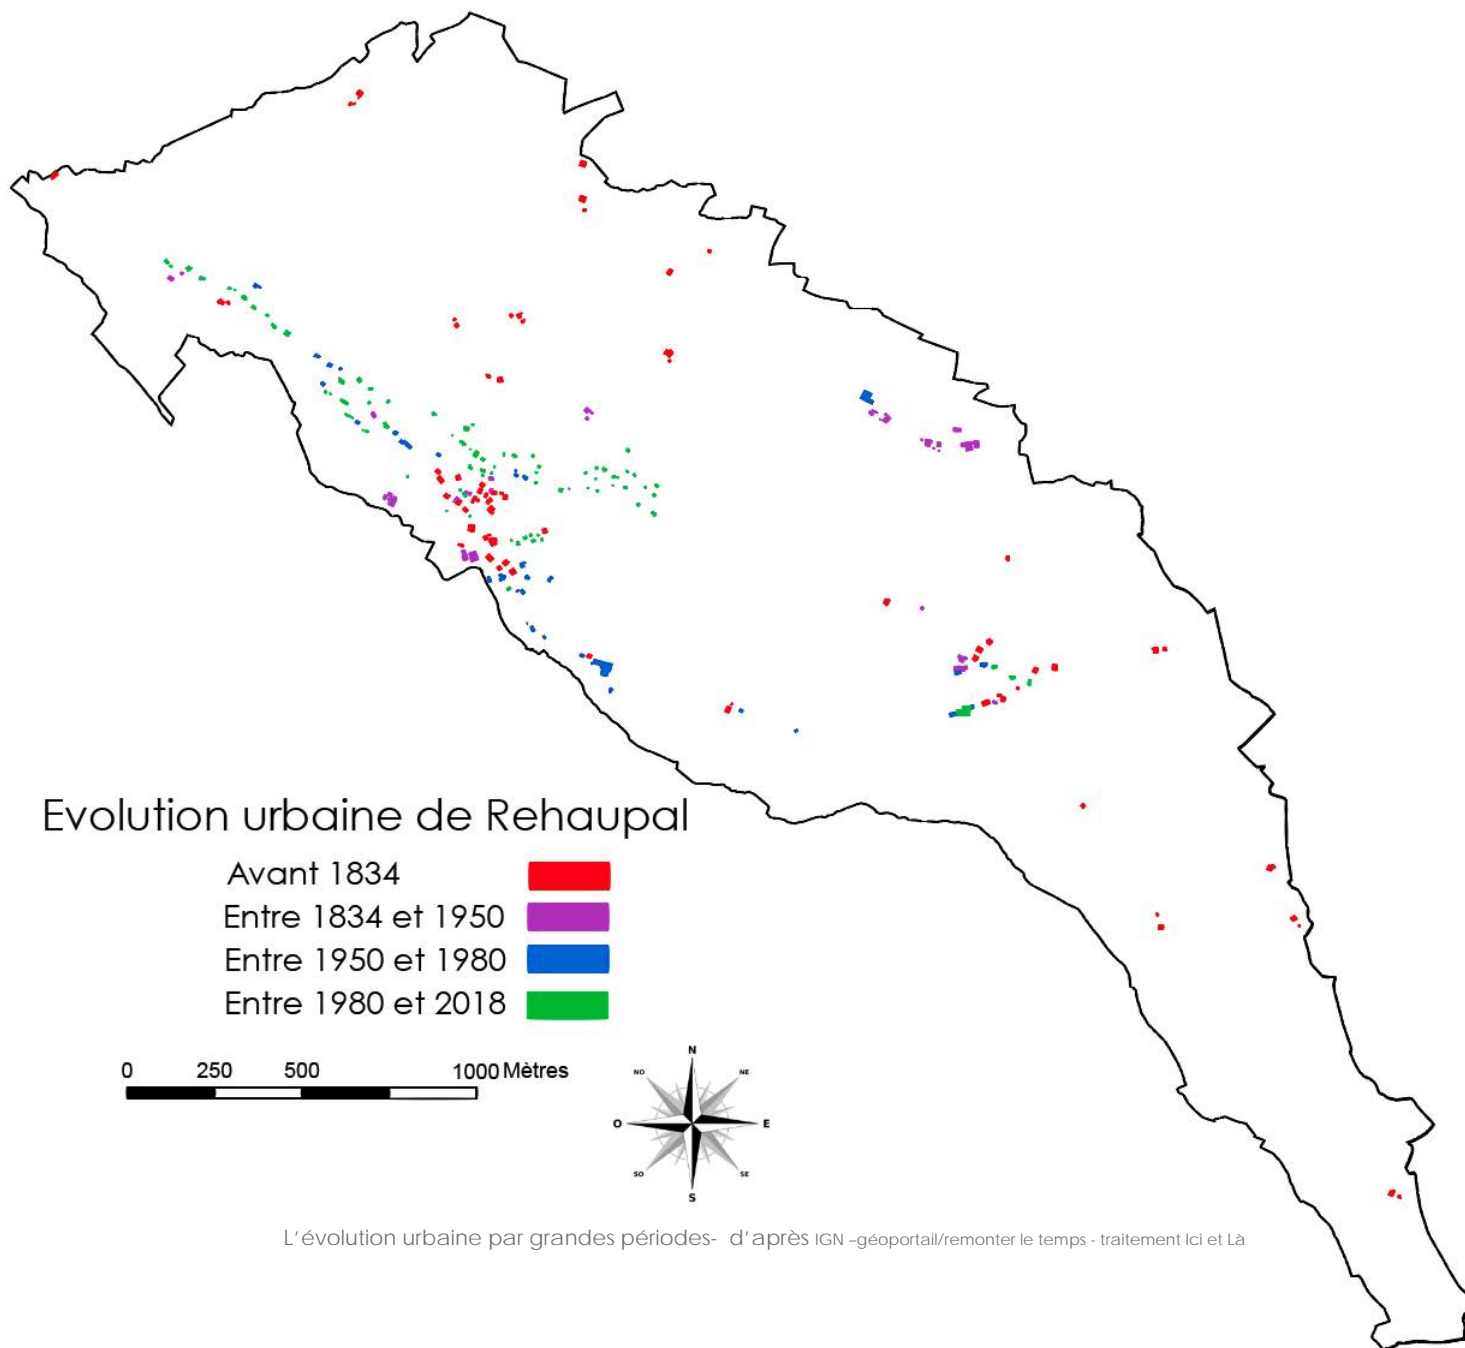 Evolution urbaine de Rehaupal
Avant 1834
Entre 1834 et 1950
Entre 1950 et 1980
Entre 1980 et 2018
0 250 500 1000 Mètres
N
NO NE
O E
SO SE
S
L'évolution urbaine par grandes périodes- d'après IGN –géoportail/remonter le temps - traitement Ici et Là